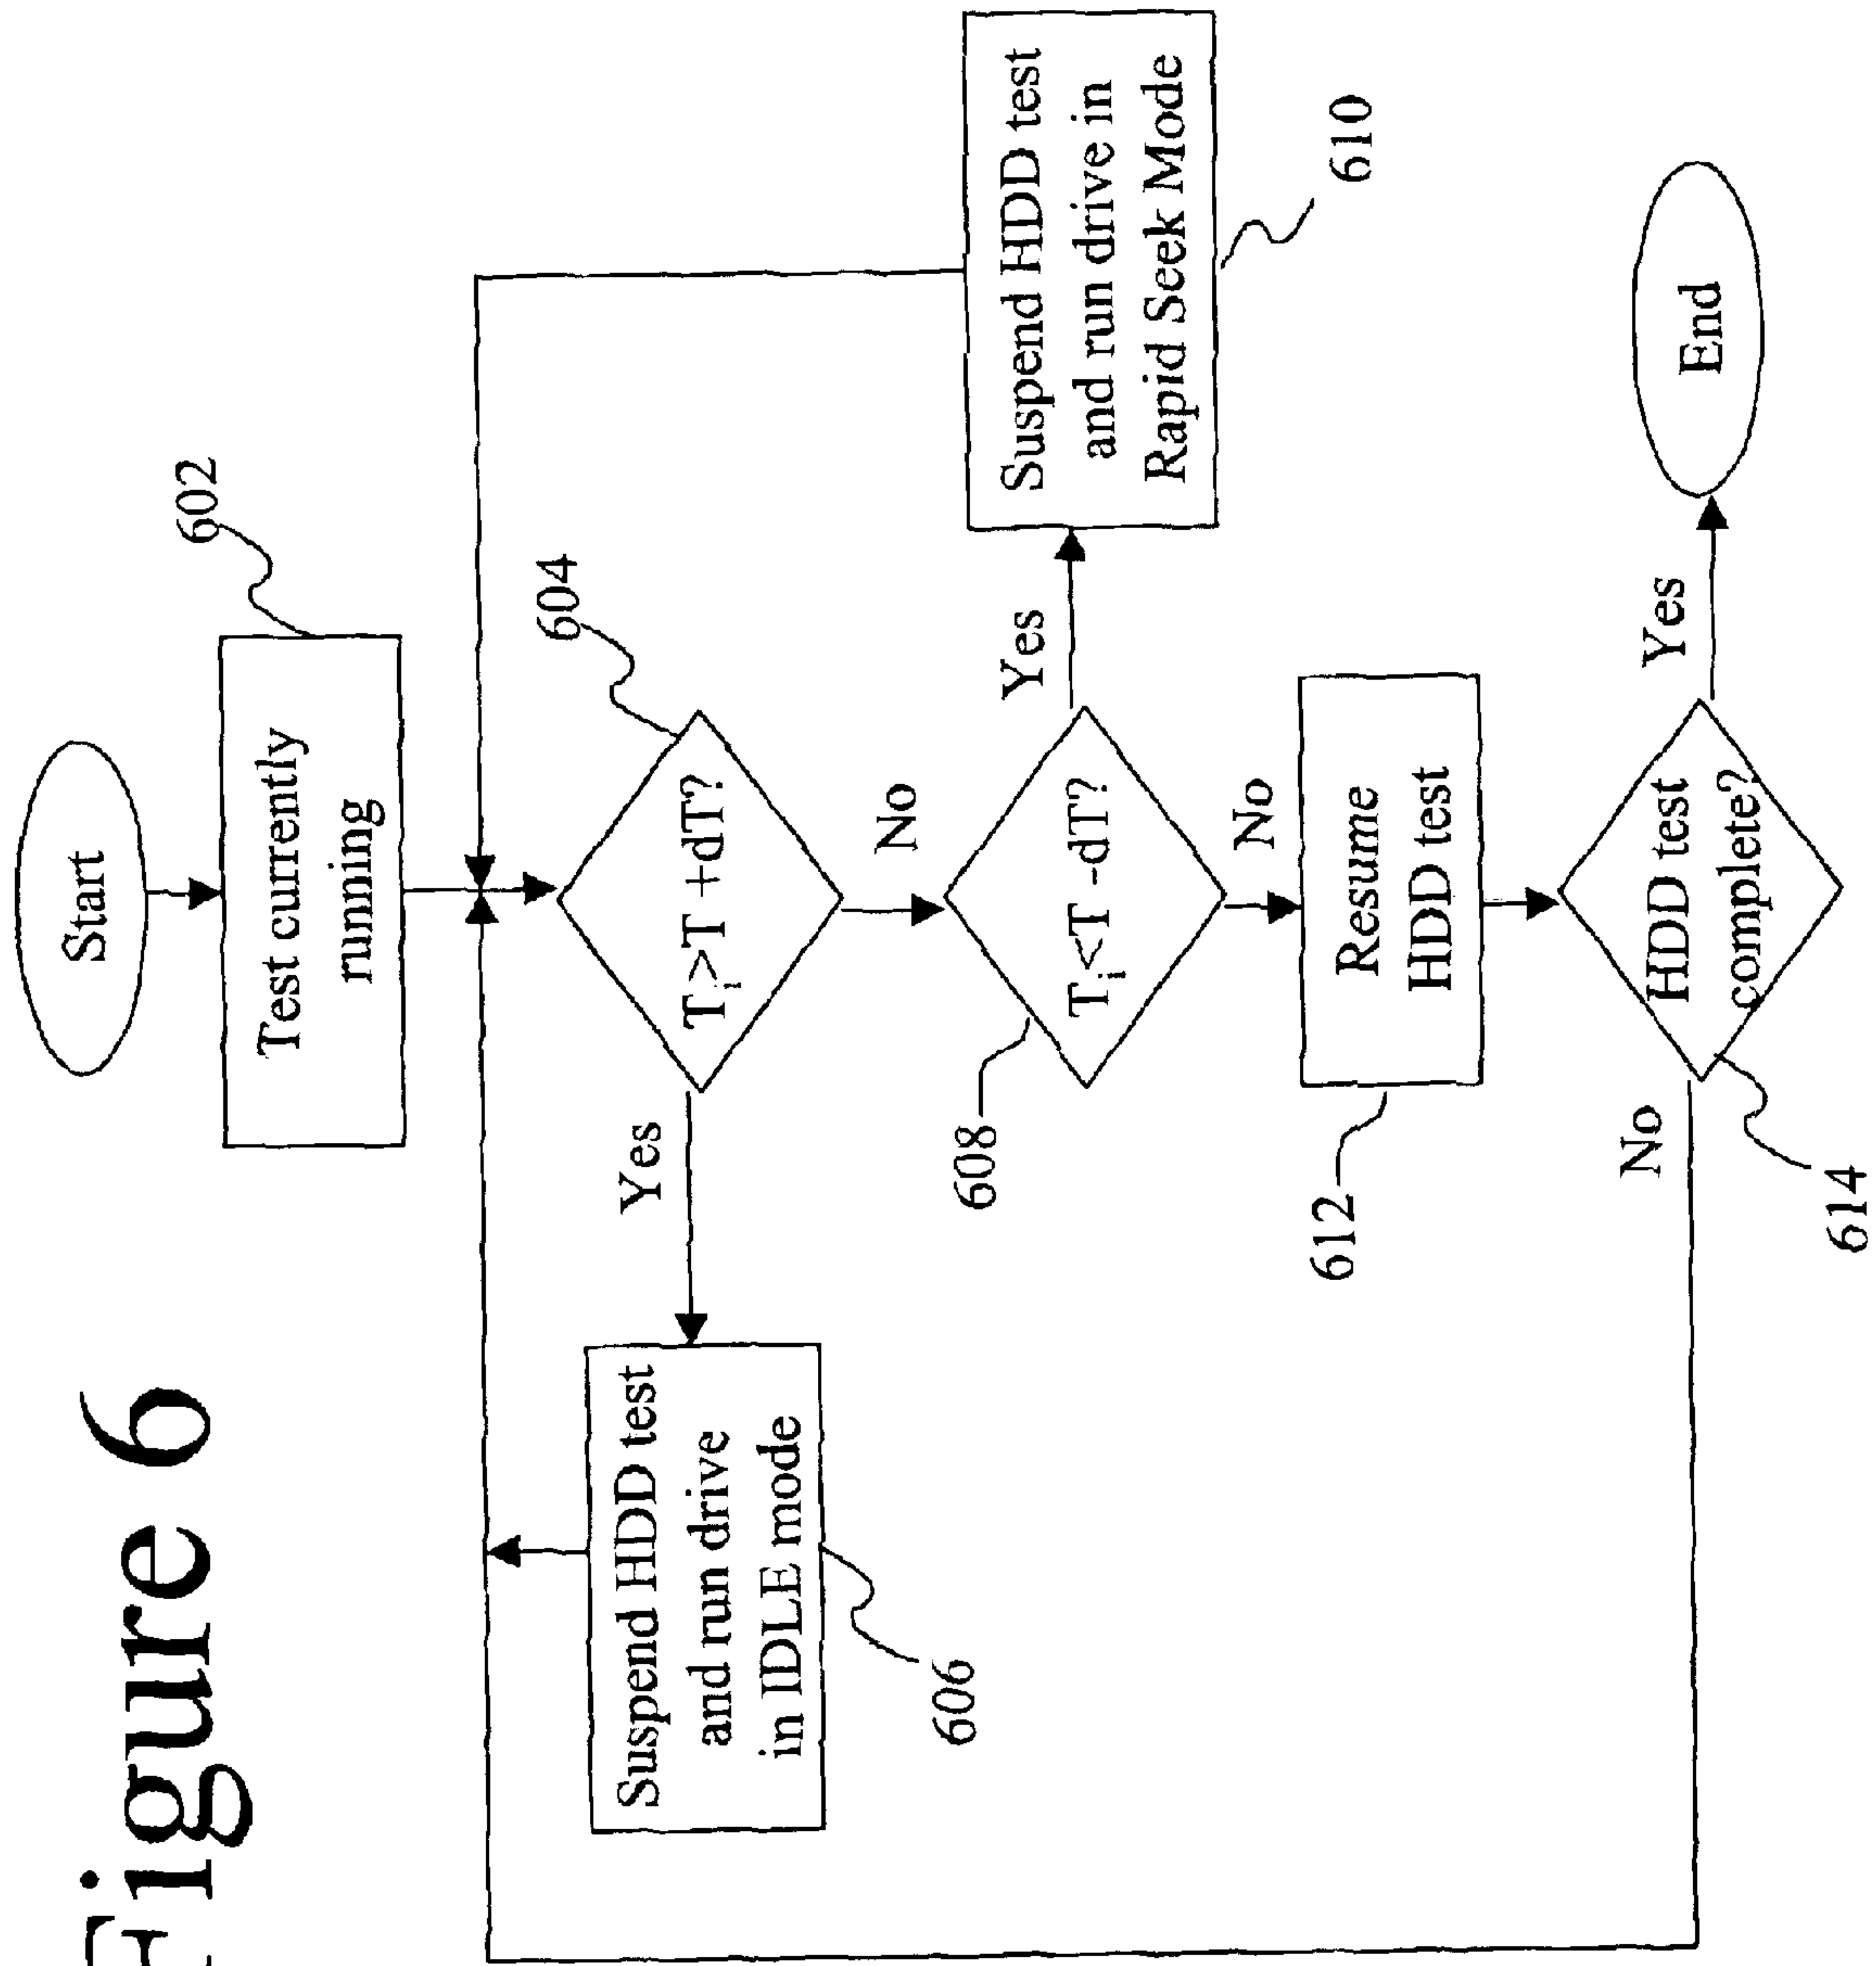 Figure 6
Start
Test currently
running
602
604
T_i>T +dT?
Yes
No
Suspend HDD test
and run drive
in IDLE mode
606
608
T_i<T -dT?
Yes
No
Suspend HDD test
and run drive in
Rapid Seek Mode
610
612
Resume
HDD test
HDD test
complete?
No
Yes
614
End